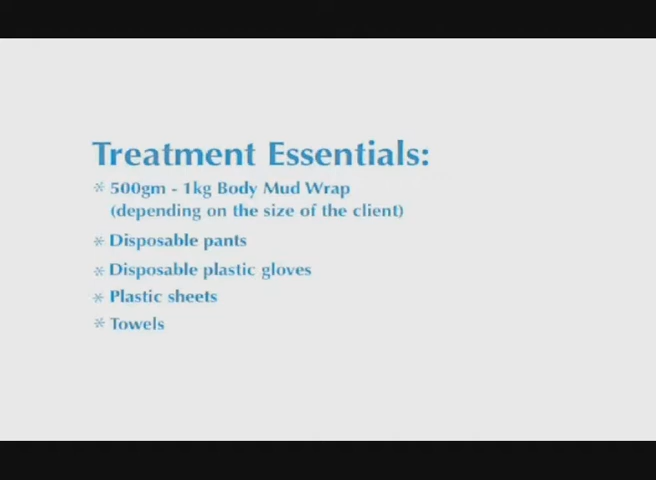 Treatment Essentials:
* 500gm - 1kg Body Mud Wrap
(depending on the size of the client)
* Disposable pants
* Disposable plastic gloves
* Plastic sheets
* Towels